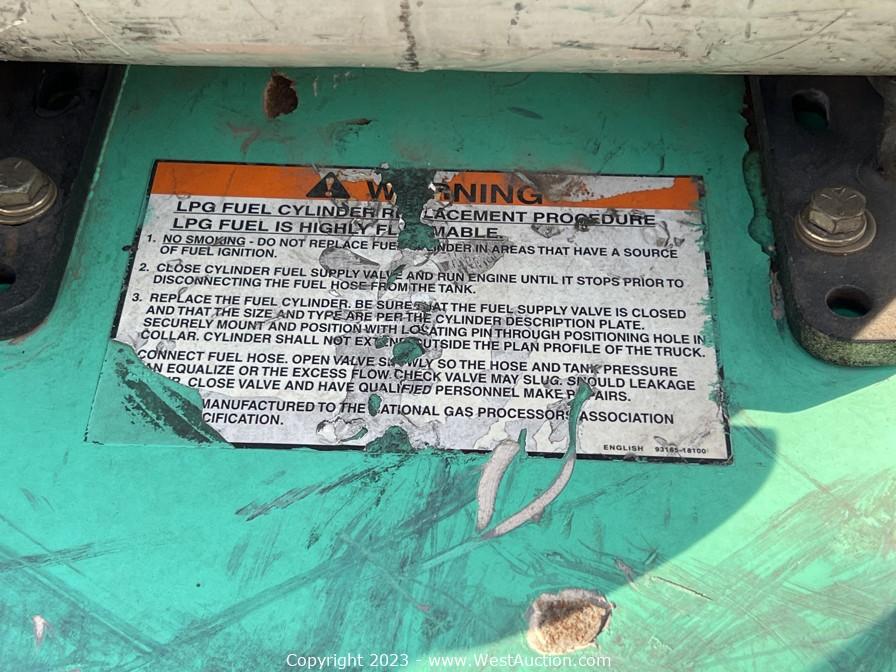 WARNING
LPG FUEL CYLINDER REPLACEMENT PROCEDURE
LPG FUEL IS HIGHLY FLAMMABLE.
1. NO SMOKING - DO NOT REPLACE FUEL CYLINDER IN AREAS THAT HAVE A SOURCE
OF FUEL IGNITION.
2. CLOSE CYLINDER FUEL SUPPLY VALVE AND RUN ENGINE UNTIL IT STOPS PRIOR TO
DISCONNECTING THE FUEL HOSE FROM THE TANK.
3. REPLACE THE FUEL CYLINDER. BE SURE THAT THE FUEL SUPPLY VALVE IS CLOSED
AND THAT THE SIZE AND TYPE ARE PER THE CYLINDER DESCRIPTION PLATE.
SECURELY MOUNT AND POSITION WITH LOCATING PIN THROUGH POSITIONING HOLE IN
COLLAR. CYLINDER SHALL NOT EXTEND OUTSIDE THE PLAN PROFILE OF THE TRUCK.
CONNECT FUEL HOSE. OPEN VALVE SLOWLY SO THE HOSE AND TANK PRESSURE
CAN EQUALIZE OR THE EXCESS FLOW CHECK VALVE MAY SLUG. SHOULD LEAKAGE
CLOSE VALVE AND HAVE QUALIFIED PERSONNEL MAKE REPAIRS.
MANUFACTURED TO THE NATIONAL GAS PROCESSORS ASSOCIATION
CIFICATION.
ENGLISH 93165-18100
Copyright 2023 - www.WestAuction.com